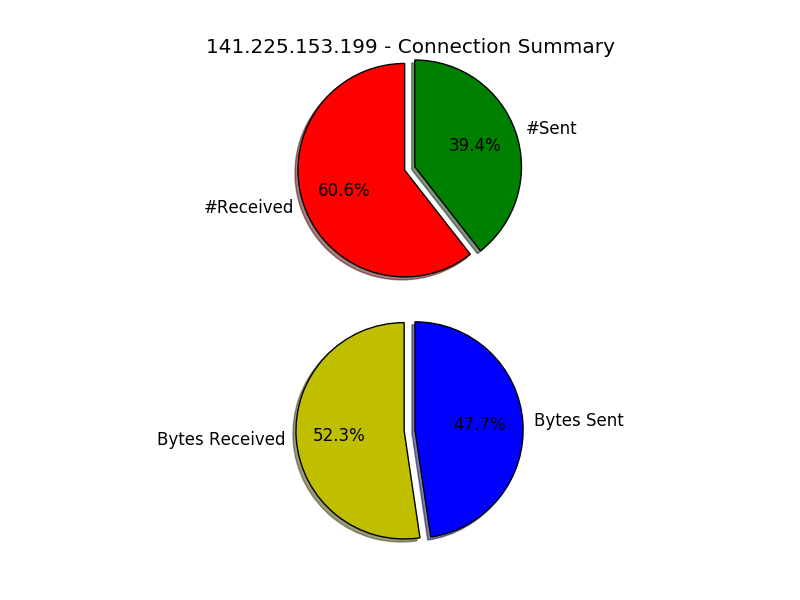 141.225.153.199 - Connection Summary
#Sent
39.4%
60.6%
#Received
Bytes Sent
47.7%
52.3%
Bytes Received